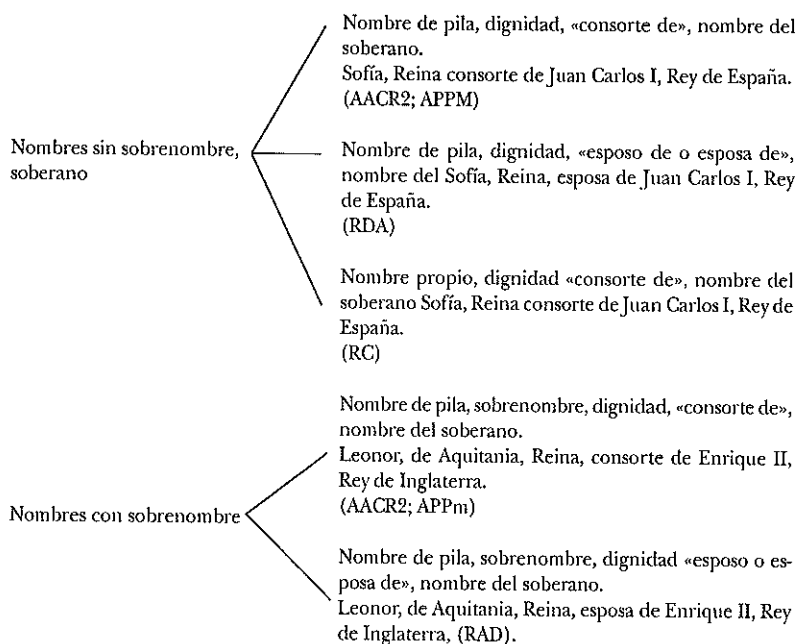 Nombre de pila, dignidad, «consorte de», nombre del
soberano.
Sofía, Reina consorte de Juan Carlos I, Rey de España.
(AACR2; APPM)
Nombres sin sobrenombre,
soberano
Nombre de pila, dignidad, «esposo de o esposa de»,
nombre del Sofía, Reina, esposa de Juan Carlos I, Rey
de España.
(RDA)
Nombre propio, dignidad «consorte de», nombre del
soberano Sofía, Reina consorte de Juan Carlos I, Rey de
España.
(RC)
Nombres con sobrenombre
Nombre de pila, sobrenombre, dignidad, «consorte de»,
nombre del soberano.
Leonor, de Aquitania, Reina, consorte de Enrique II,
Rey de Inglaterra.
(AACR2; APPm)
Nombre de pila, sobrenombre, dignidad «esposo o es-
posa de», nombre del soberano.
Leonor, de Aquitania, Reina, esposa de Enrique II, Rey
de Inglaterra, (RAD).